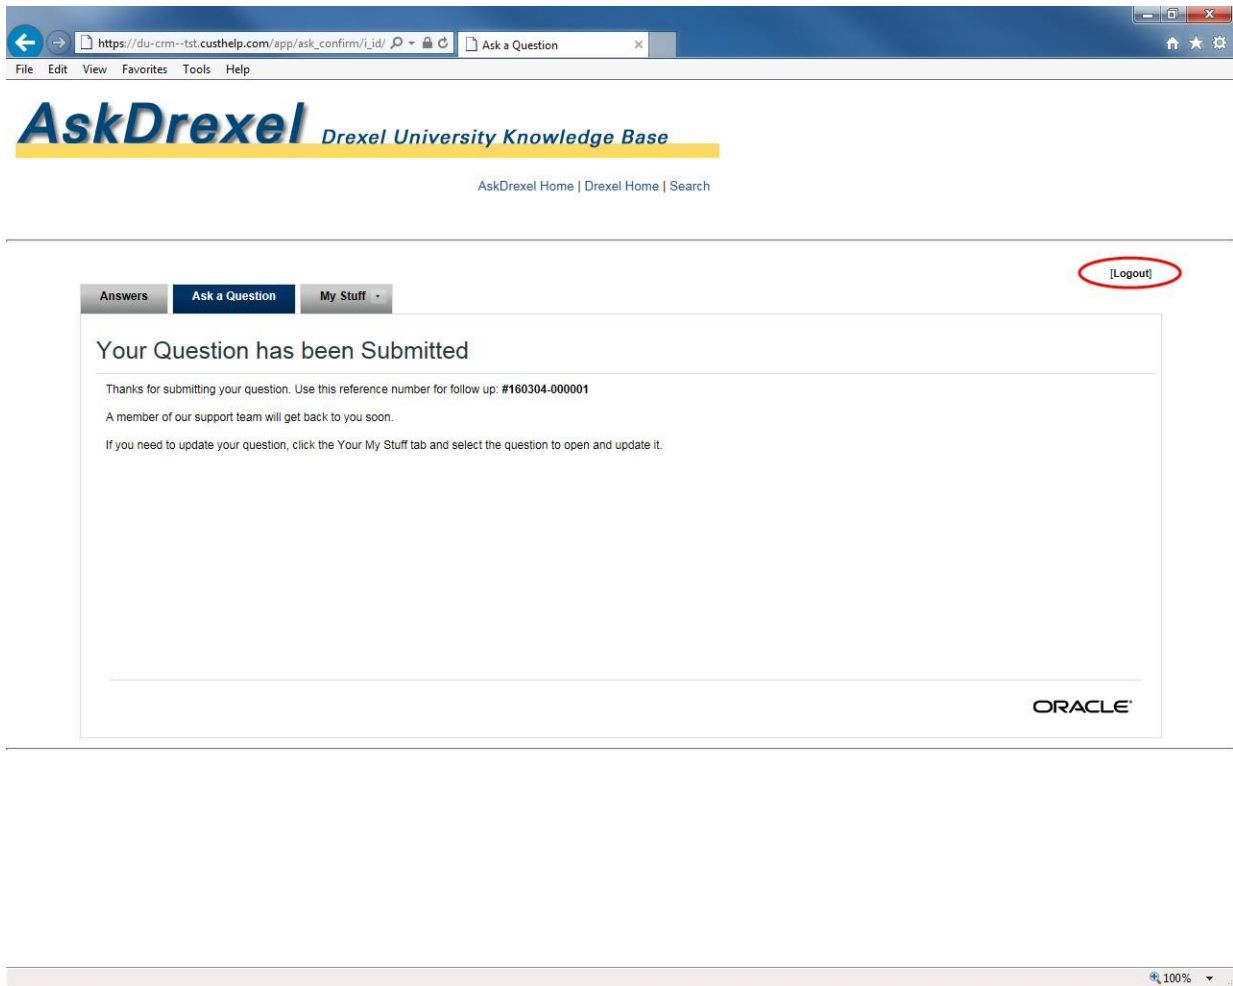 https://du-crm--tst.custhelp.com/app/ask_confirm/i_id/
Ask a Question
File Edit View Favorites Tools Help
AskDrexel Drexel University Knowledge Base
AskDrexel Home | Drexel Home | Search
[Logout]
Answers Ask a Question My Stuff
Your Question has been Submitted
Thanks for submitting your question. Use this reference number for follow up: #160304-000001
A member of our support team will get back to you soon.
If you need to update your question, click the Your My Stuff tab and select the question to open and update it.
ORACLE
100%